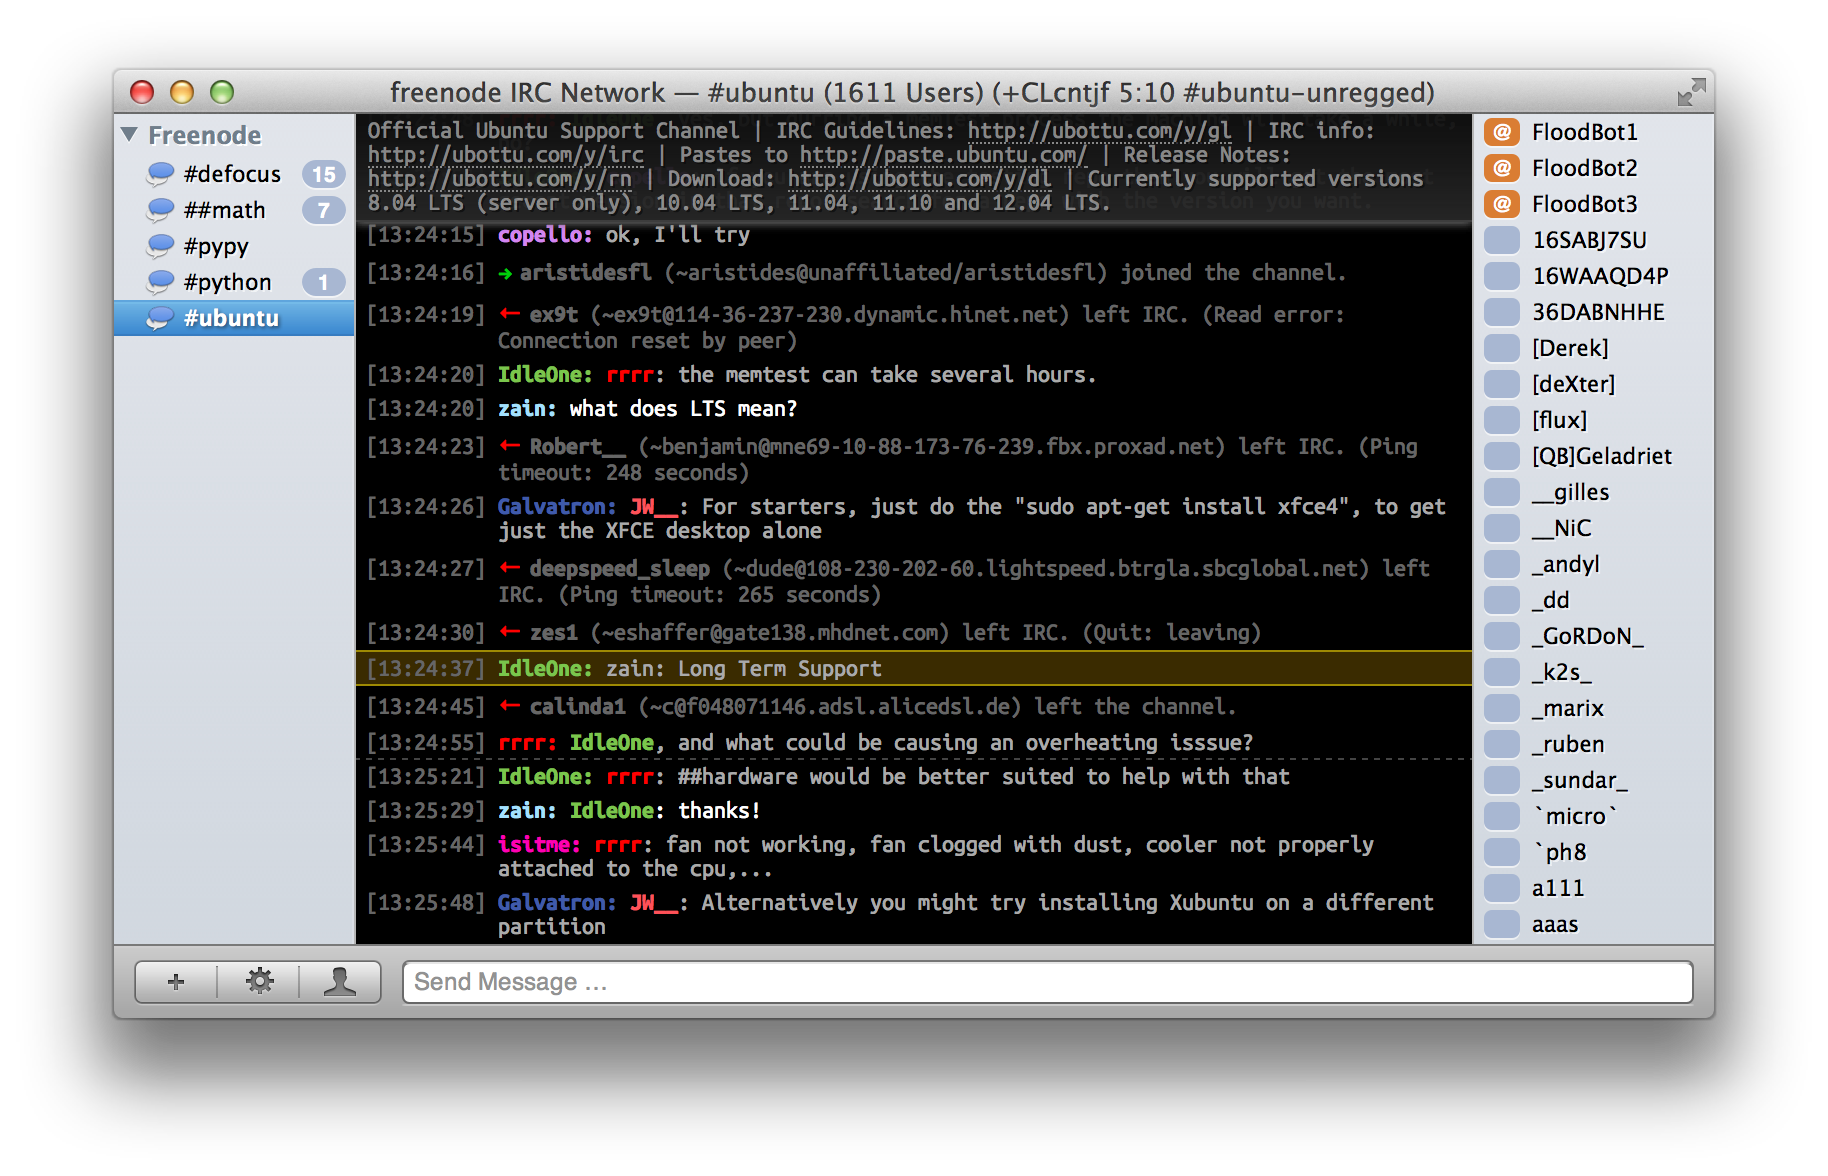 freenode IRC Network — #ubuntu (1611 Users) (+CLcntjf 5:10 #ubuntu-unregged)
Freenode
#defocus 15
##math 7
#pypy
#python 1
#ubuntu
Official Ubuntu Support Channel | IRC Guidelines: http://ubottu.com/y/gl | IRC info:
http://ubottu.com/y/irc | Pastes to http://paste.ubuntu.com/ | Release Notes:
http://ubottu.com/y/rn | Download: http://ubottu.com/y/dl | Currently supported versions
8.04 LTS (server only), 10.04 LTS, 11.04, 11.10 and 12.04 LTS.
[13:24:15] copello: ok, I'll try
[13:24:16] → aristidesfl (~aristides@unaffiliated/aristidesfl) joined the channel.
[13:24:19] ← ex9t (~ex9t@114-36-237-230.dynamic.hinet.net) left IRC. (Read error:
Connection reset by peer)
[13:24:20] IdleOne: rrrr: the memtest can take several hours.
[13:24:20] zain: what does LTS mean?
[13:24:23] ← Robert__ (~benjamin@mne69-10-88-173-76-239.fbx.proxad.net) left IRC. (Ping
timeout: 248 seconds)
[13:24:26] Galvatron: JW__: For starters, just do the "sudo apt-get install xfce4", to get
just the XFCE desktop alone
[13:24:27] ← deepspeed_sleep (~dude@108-230-202-60.lightspeed.btrgla.sbcglobal.net) left
IRC. (Ping timeout: 265 seconds)
[13:24:30] ← zes1 (~eshaffer@gate138.mhdnet.com) left IRC. (Quit: leaving)
[13:24:37] IdleOne: zain: Long Term Support
[13:24:45] ← calinda1 (~c@f048071146.adsl.alicedsl.de) left the channel.
[13:24:55] rrrr: IdleOne, and what could be causing an overheating isssue?
[13:25:21] IdleOne: rrrr: ##hardware would be better suited to help with that
[13:25:29] zain: IdleOne: thanks!
[13:25:44] isitme: rrrr: fan not working, fan clogged with dust, cooler not properly
attached to the cpu,...
[13:25:48] Galvatron: JW__: Alternatively you might try installing Xubuntu on a different
partition
@ FloodBot1
@ FloodBot2
@ FloodBot3
16SABJ7SU
16WAAQD4P
36DABNHHE
[Derek]
[deXter]
[flux]
[QB]Geladriet
__gilles
__NiC
_andyl
_dd
_GoRDoN_
_k2s_
_marix
_ruben
_sundar_
`micro`
`ph8
a111
aaas
Send Message ...